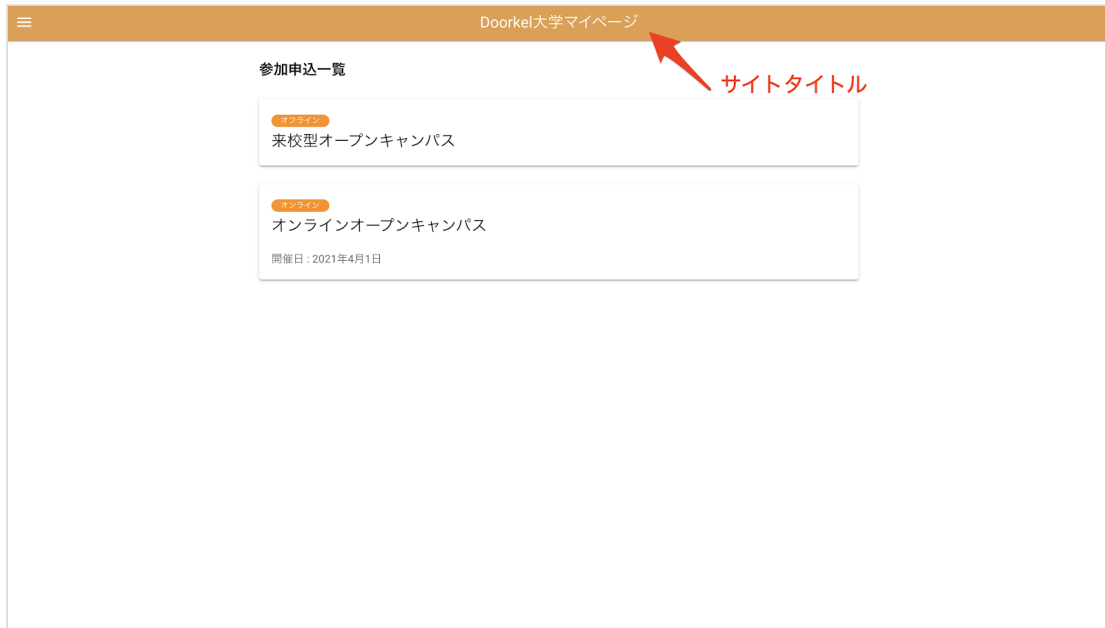 Doorkel大学マイページ
サイトタイトル
参加申込一覧
オフライン
来校型オープンキャンパス
オンライン
オンラインオープンキャンパス
開催日 : 2021年4月1日